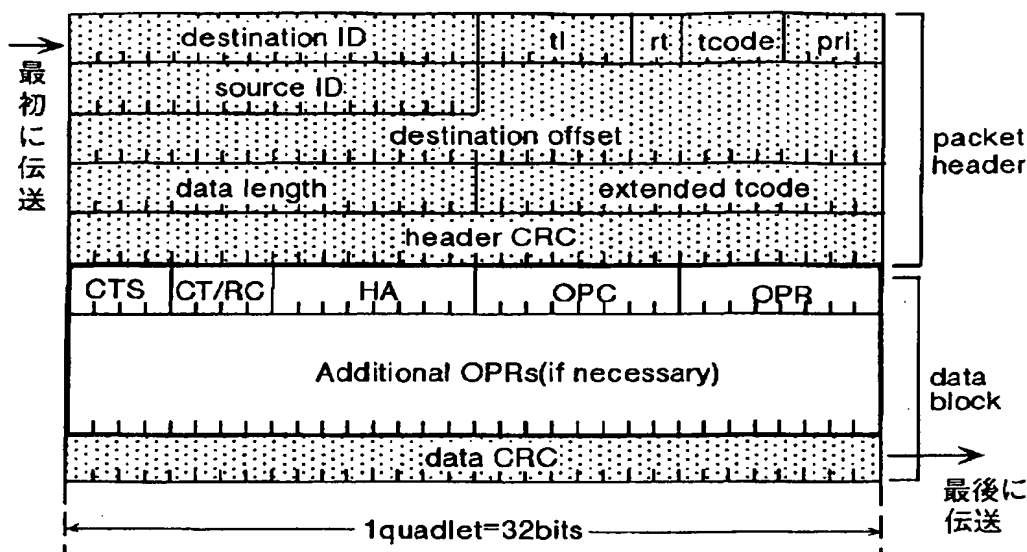 destination ID tl rt tcode pri
最初に伝送
source ID
destination offset
packet header
data length extended tcode
header CRC
CTS CT/RC HA OPC OPR
Additional OPRs(if necessary)
data block
data CRC
最後に伝送
1quadlet=32bits